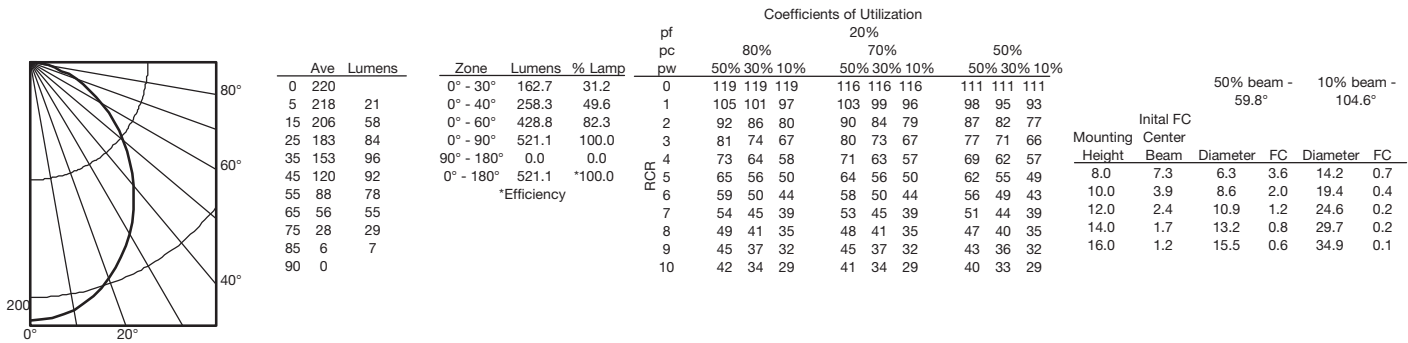 80°
60°
40°
200
0° 20°
Ave Lumens
0 220
5 218 21
15 206 58
25 183 84
35 153 96
45 120 92
55 88 78
65 56 55
75 28 29
85 6 7
90 0
Zone Lumens % Lamp
0° - 30° 162.7 31.2
0° - 40° 258.3 49.6
0° - 60° 428.8 82.3
0° - 90° 521.1 100.0
90° - 180° 0.0 0.0
0° - 180° 521.1 *100.0
*Efficiency
Coefficients of Utilization
pf 20%
pc 80% 70% 50%
pw 50% 30% 10% 50% 30% 10% 50% 30% 10%
RCR
0 119 119 119 116 116 116 111 111 111
1 105 101 97 103 99 96 98 95 93
2 92 86 80 90 84 79 87 82 77
3 81 74 67 80 73 67 77 71 66
4 73 64 58 71 63 57 69 62 57
5 65 56 50 64 56 50 62 55 49
6 59 50 44 58 50 44 56 49 43
7 54 45 39 53 45 39 51 44 39
8 49 41 35 48 41 35 47 40 35
9 45 37 32 45 37 32 43 36 32
10 42 34 29 41 34 29 40 33 29
50% beam - 10% beam -
59.8° 104.6°
Inital FC
Mounting Center
Height Beam Diameter FC Diameter FC
8.0 7.3 6.3 3.6 14.2 0.7
10.0 3.9 8.6 2.0 19.4 0.4
12.0 2.4 10.9 1.2 24.6 0.2
14.0 1.7 13.2 0.8 29.7 0.2
16.0 1.2 15.5 0.6 34.9 0.1